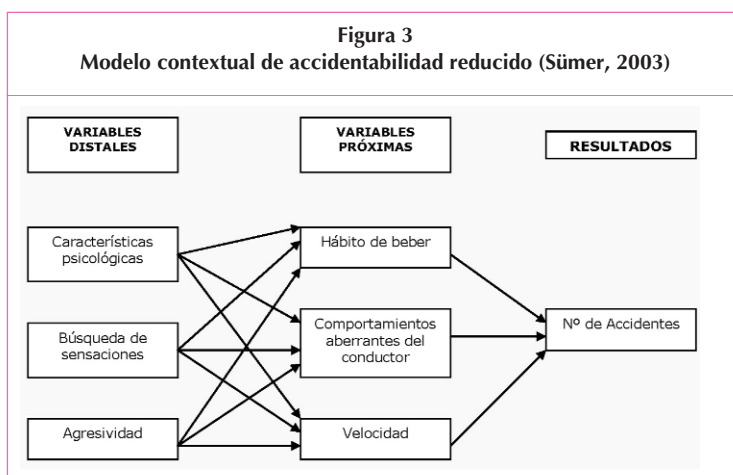 Figura 3
Modelo contextual de accidentabilidad reducido (Sümer, 2003)
VARIABLES
DISTALES
VARIABLES
PRÓXIMAS
RESULTADOS
Características
psicológicas
Hábito de beber
Búsqueda de
sensaciones
Comportamientos
aberrantes del
conductor
Nº de Accidentes
Agresividad
Velocidad